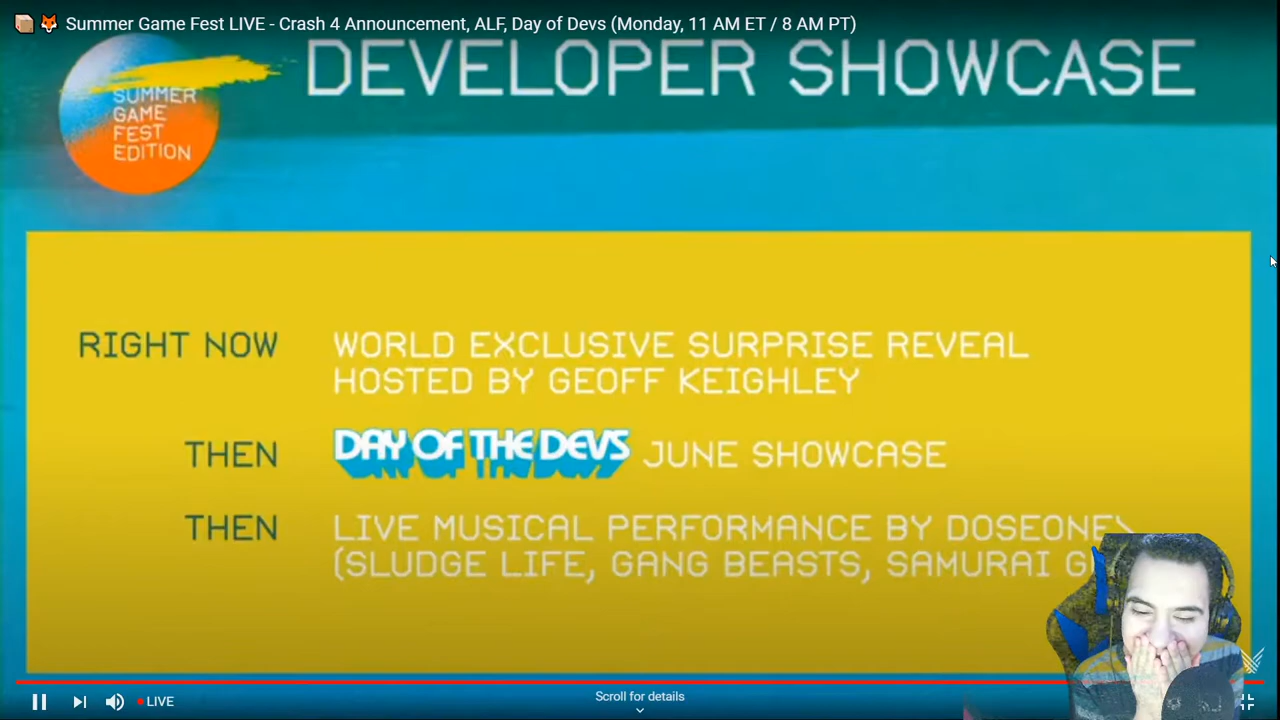 Summer Game Fest LIVE - Crash 4 Announcement, ALF, Day of Devs (Monday, 11 AM ET / 8 AM PT)
DEVELOPER SHOWCASE
SUMMER
GAME
FEST
EDITION
RIGHT NOW WORLD EXCLUSIVE SURPRISE REVEAL
HOSTED BY GEOFF KEIGHLEY
THEN DAY OF THE DEVS JUNE SHOWCASE
THEN LIVE MUSICAL PERFORMANCE BY DOSEONE
(SLUDGE LIFE, GANG BEASTS, SAMURAI
LIVE
Scroll for details